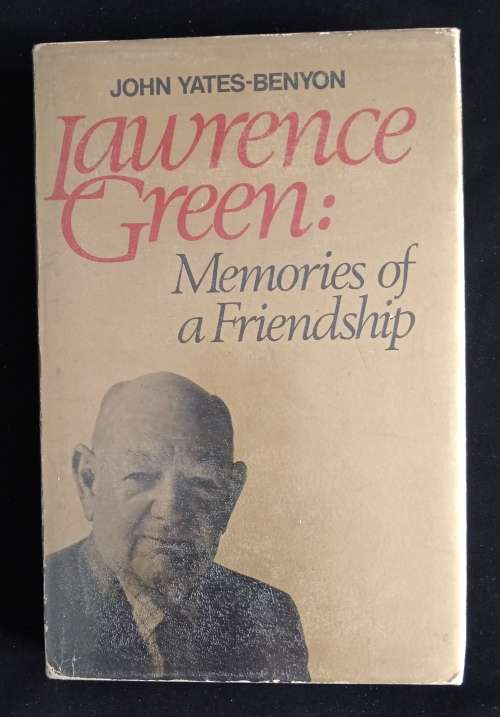 JOHN YATES-BENYON
Lawrence
Green:
Memories of
a Friendship